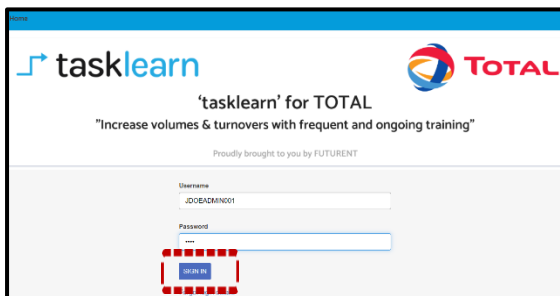 Home
tasklearn
TOTAL
‘tasklearn’ for TOTAL
"Increase volumes & turnovers with frequent and ongoing training"
Proudly brought to you by FUTURENT
Username
JDOEADMIN001
Password
••••
SIGN IN